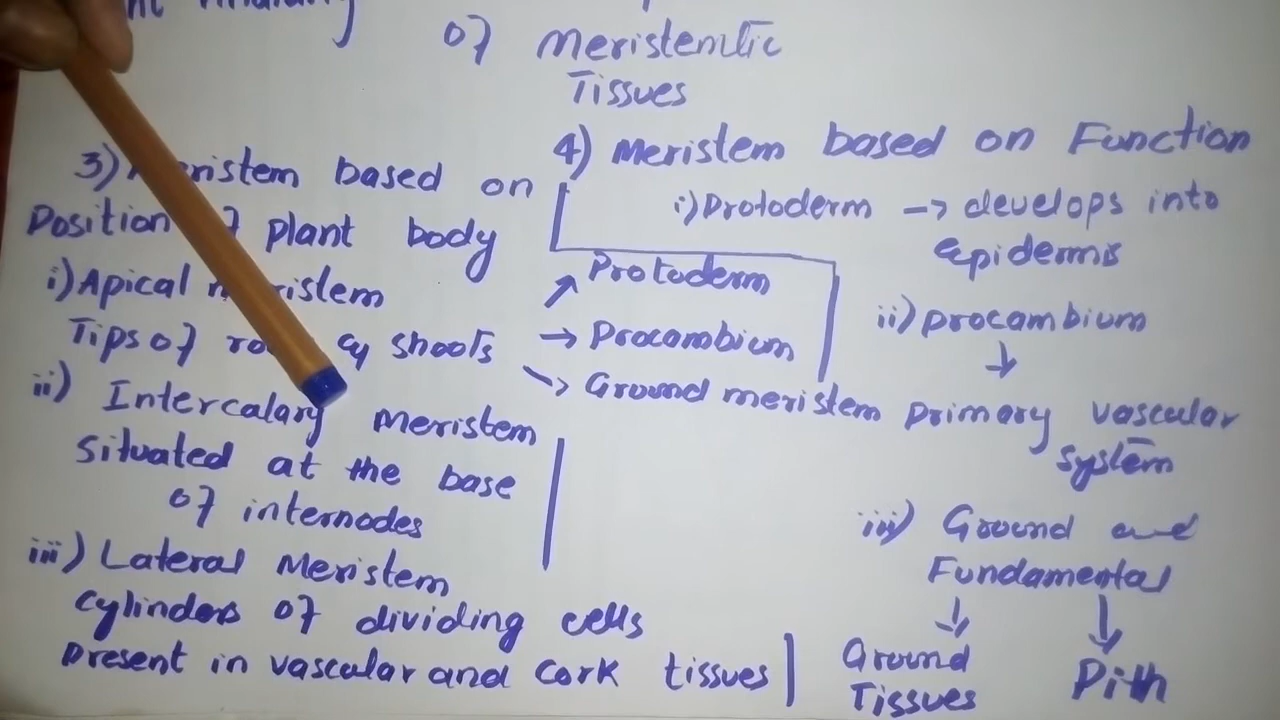 of Meristemtic
Tissues
3) Meristem based on
Position of plant body
i) Apical meristem
Tips of roots & shoots
→ Protoderm
→ Procambium
→ Ground meristem
ii) Intercalary Meristem
Situated at the base
of internodes
iii) Lateral Meristem
Cylinders of dividing cells
Present in vascular and Cork tissues
4) Meristem based on Function
i) Protoderm → develops into
epidermis
ii) procambium
↓
primary vascular
system
iii) Ground and
Fundamental
↓ ↓
Ground
Tissues
Pith